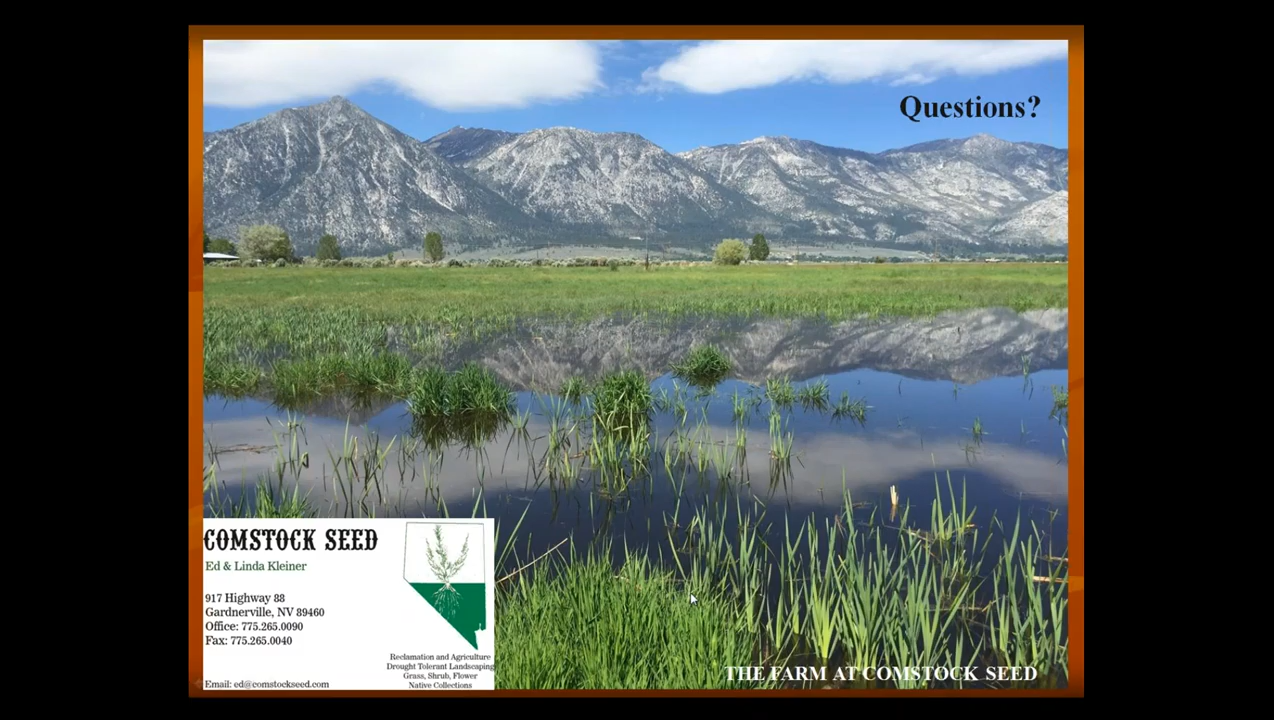 Questions?
COMSTOCK SEED
Ed & Linda Kleiner
917 Highway 88
Gardnerville, NV 89460
Office: 775.265.0090
Fax: 775.265.0040
Email: ed@comstockseed.com
Reclamation and Agriculture
Drought Tolerant Landscaping
Grass, Shrub, Flower
Native Collections
THE FARM AT COMSTOCK SEED